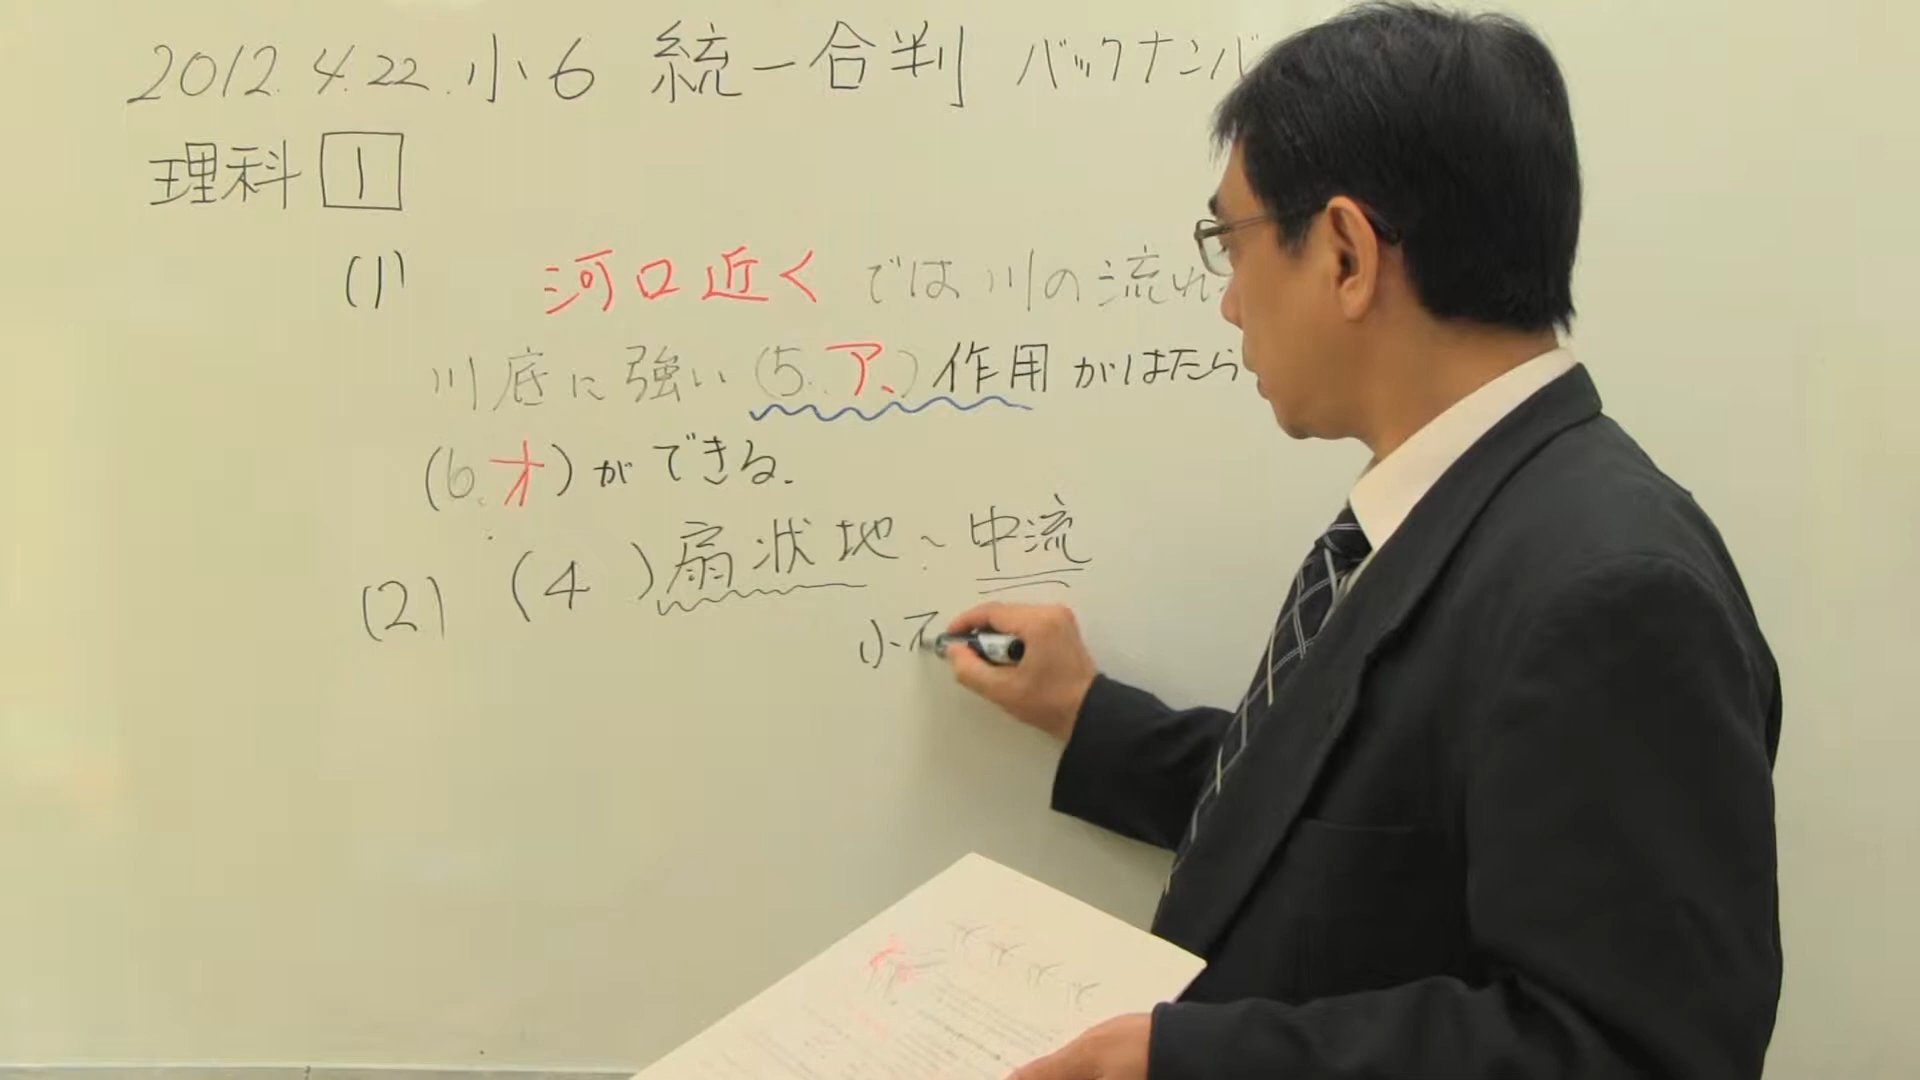 2012.4.22.小6 統一合判 バックナンバ
理科 1
(1) 河口近く では川の流れ
川底に強い(5.ア.)作用がはたら
(6.オ)ができる.
(2) (4 )扇状地~中流
小